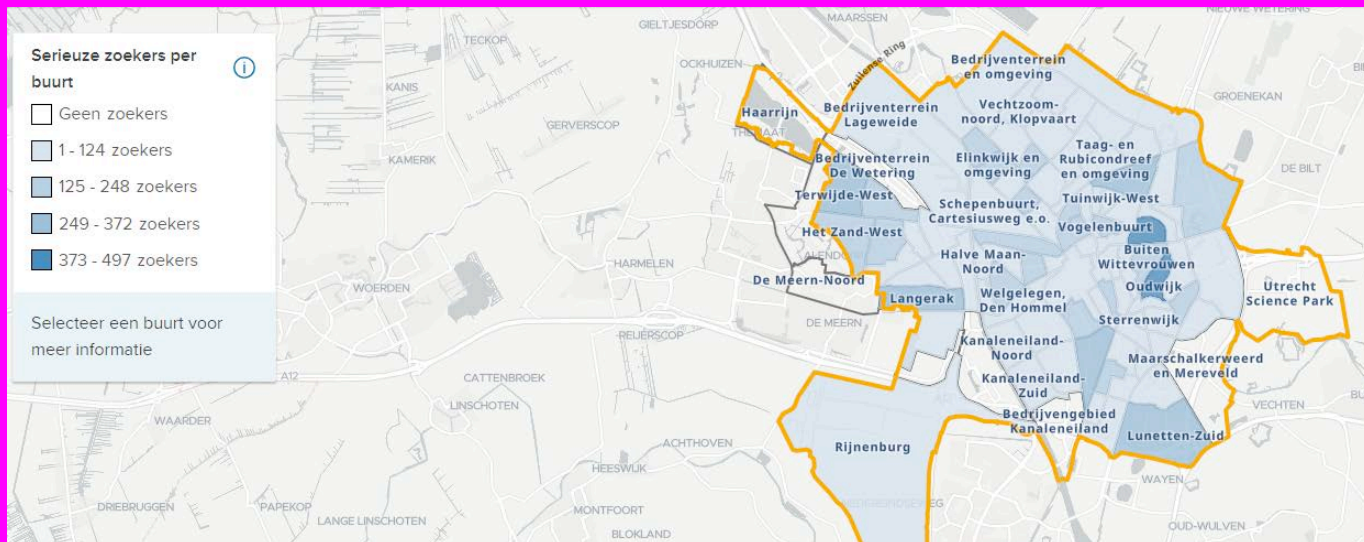 Serieuze zoekers per
buurt
Geen zoekers
1 - 124 zoekers
125 - 248 zoekers
249 - 372 zoekers
373 - 497 zoekers
Selecteer een buurt voor
meer informatie
NIEUWE WETERING
MAARSSEN
GIELTJESDORP
TECKOP
OCKHUIZEN
Zuilense Ring
Bedrijventerrein
en omgeving
KANIS
GROENEKAN
Haarrijn
Bedrijventerrein
Lageweide
Vechtzoom-
noord, Klopvaart
GERVERSCOP
KAMERIK
Taag- en
Rubicondreef
en omgeving
Bedrijventerrein
De Wetering
Elinkwijk en
omgeving
DE BILT
Terwijde-West
Tuinwijk-West
Schepenbuurt,
Cartesiusweg e.o.
Vogelenbuurt
Het Zand-West
Buiten
Wittevrouwen
Halve Maan-
Noord
HARMELEN
De Meern-Noord
WOERDEN
Oudwijk
Utrecht
Science Park
Langerak
Welgelegen,
Den Hommel
DE MEERN
Sterrenwijk
REIJERSCOP
Kanaleneiland-
Noord
Maarschalkerweerd
en Mereveld
A12
CATTENBROEK
Kanaleneiland-
Zuid
LINSCHOTEN
VECHTEN
WAARDER
Bedrijvengebied
Kanaleneiland
Lunetten-Zuid
ACHTHOVEN
Rijnenburg
HEESWIJK
WAYEN
DRIEBRUGGEN
PAPEKOP
MONTFOORT
LANGE LINSCHOTEN
OUD-WULVEN
BLOKLAND